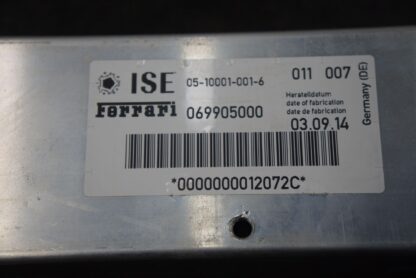 ISE 05-10001-001-6 011 007
Ferrari 069905000
Herstelldatum
date of fabrication
date de fabrication
03.09.14
Germany (DE)
*0000000012072C*